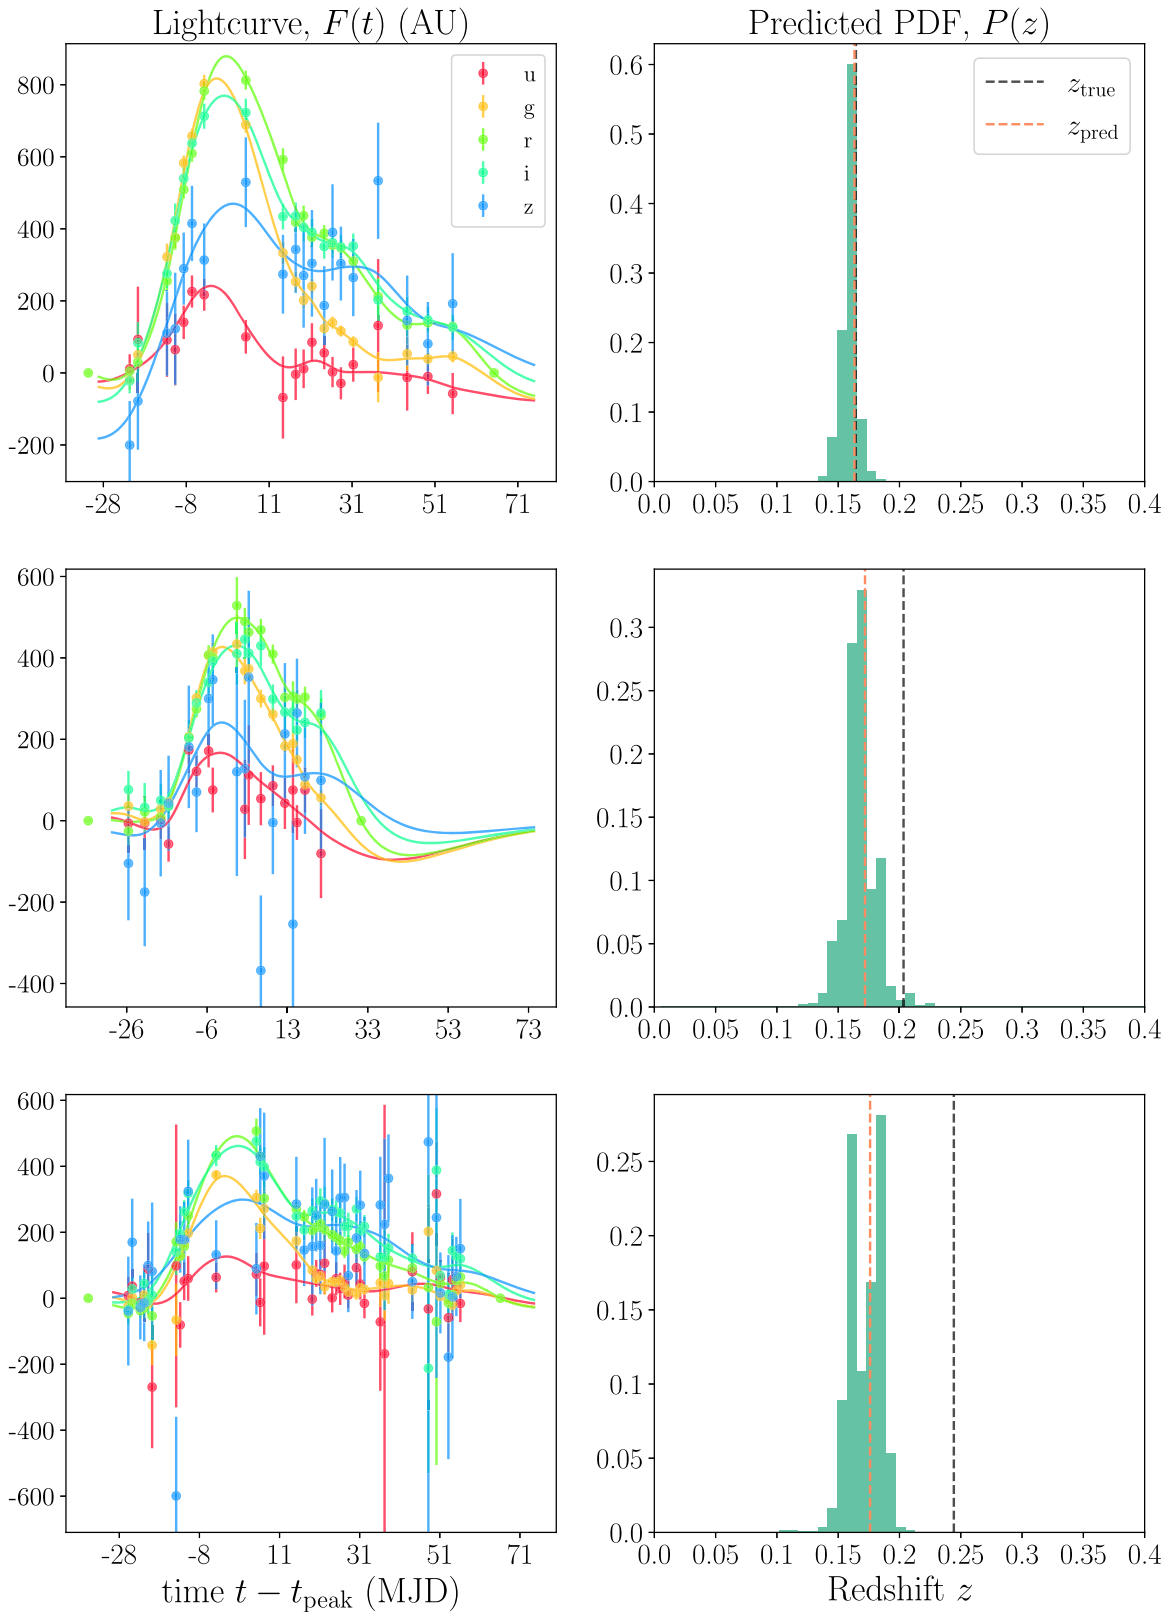 Lightcurve, F(t) (AU)
Predicted PDF, P(z)
800
600
400
200
0
-200
u
g
r
i
z
-28 -8 11 31 51 71
0.6
0.5
0.4
0.3
0.2
0.1
0.0
z_true
z_pred
0.0 0.05 0.1 0.15 0.2 0.25 0.3 0.35 0.4
600
400
200
0
-200
-400
-26 -6 13 33 53 73
0.3
0.25
0.2
0.15
0.1
0.05
0.0
0.0 0.05 0.1 0.15 0.2 0.25 0.3 0.35 0.4
600
400
200
0
-200
-400
-600
-28 -8 11 31 51 71
time t − t_peak (MJD)
0.25
0.2
0.15
0.1
0.05
0.0
0.0 0.05 0.1 0.15 0.2 0.25 0.3 0.35 0.4
Redshift z